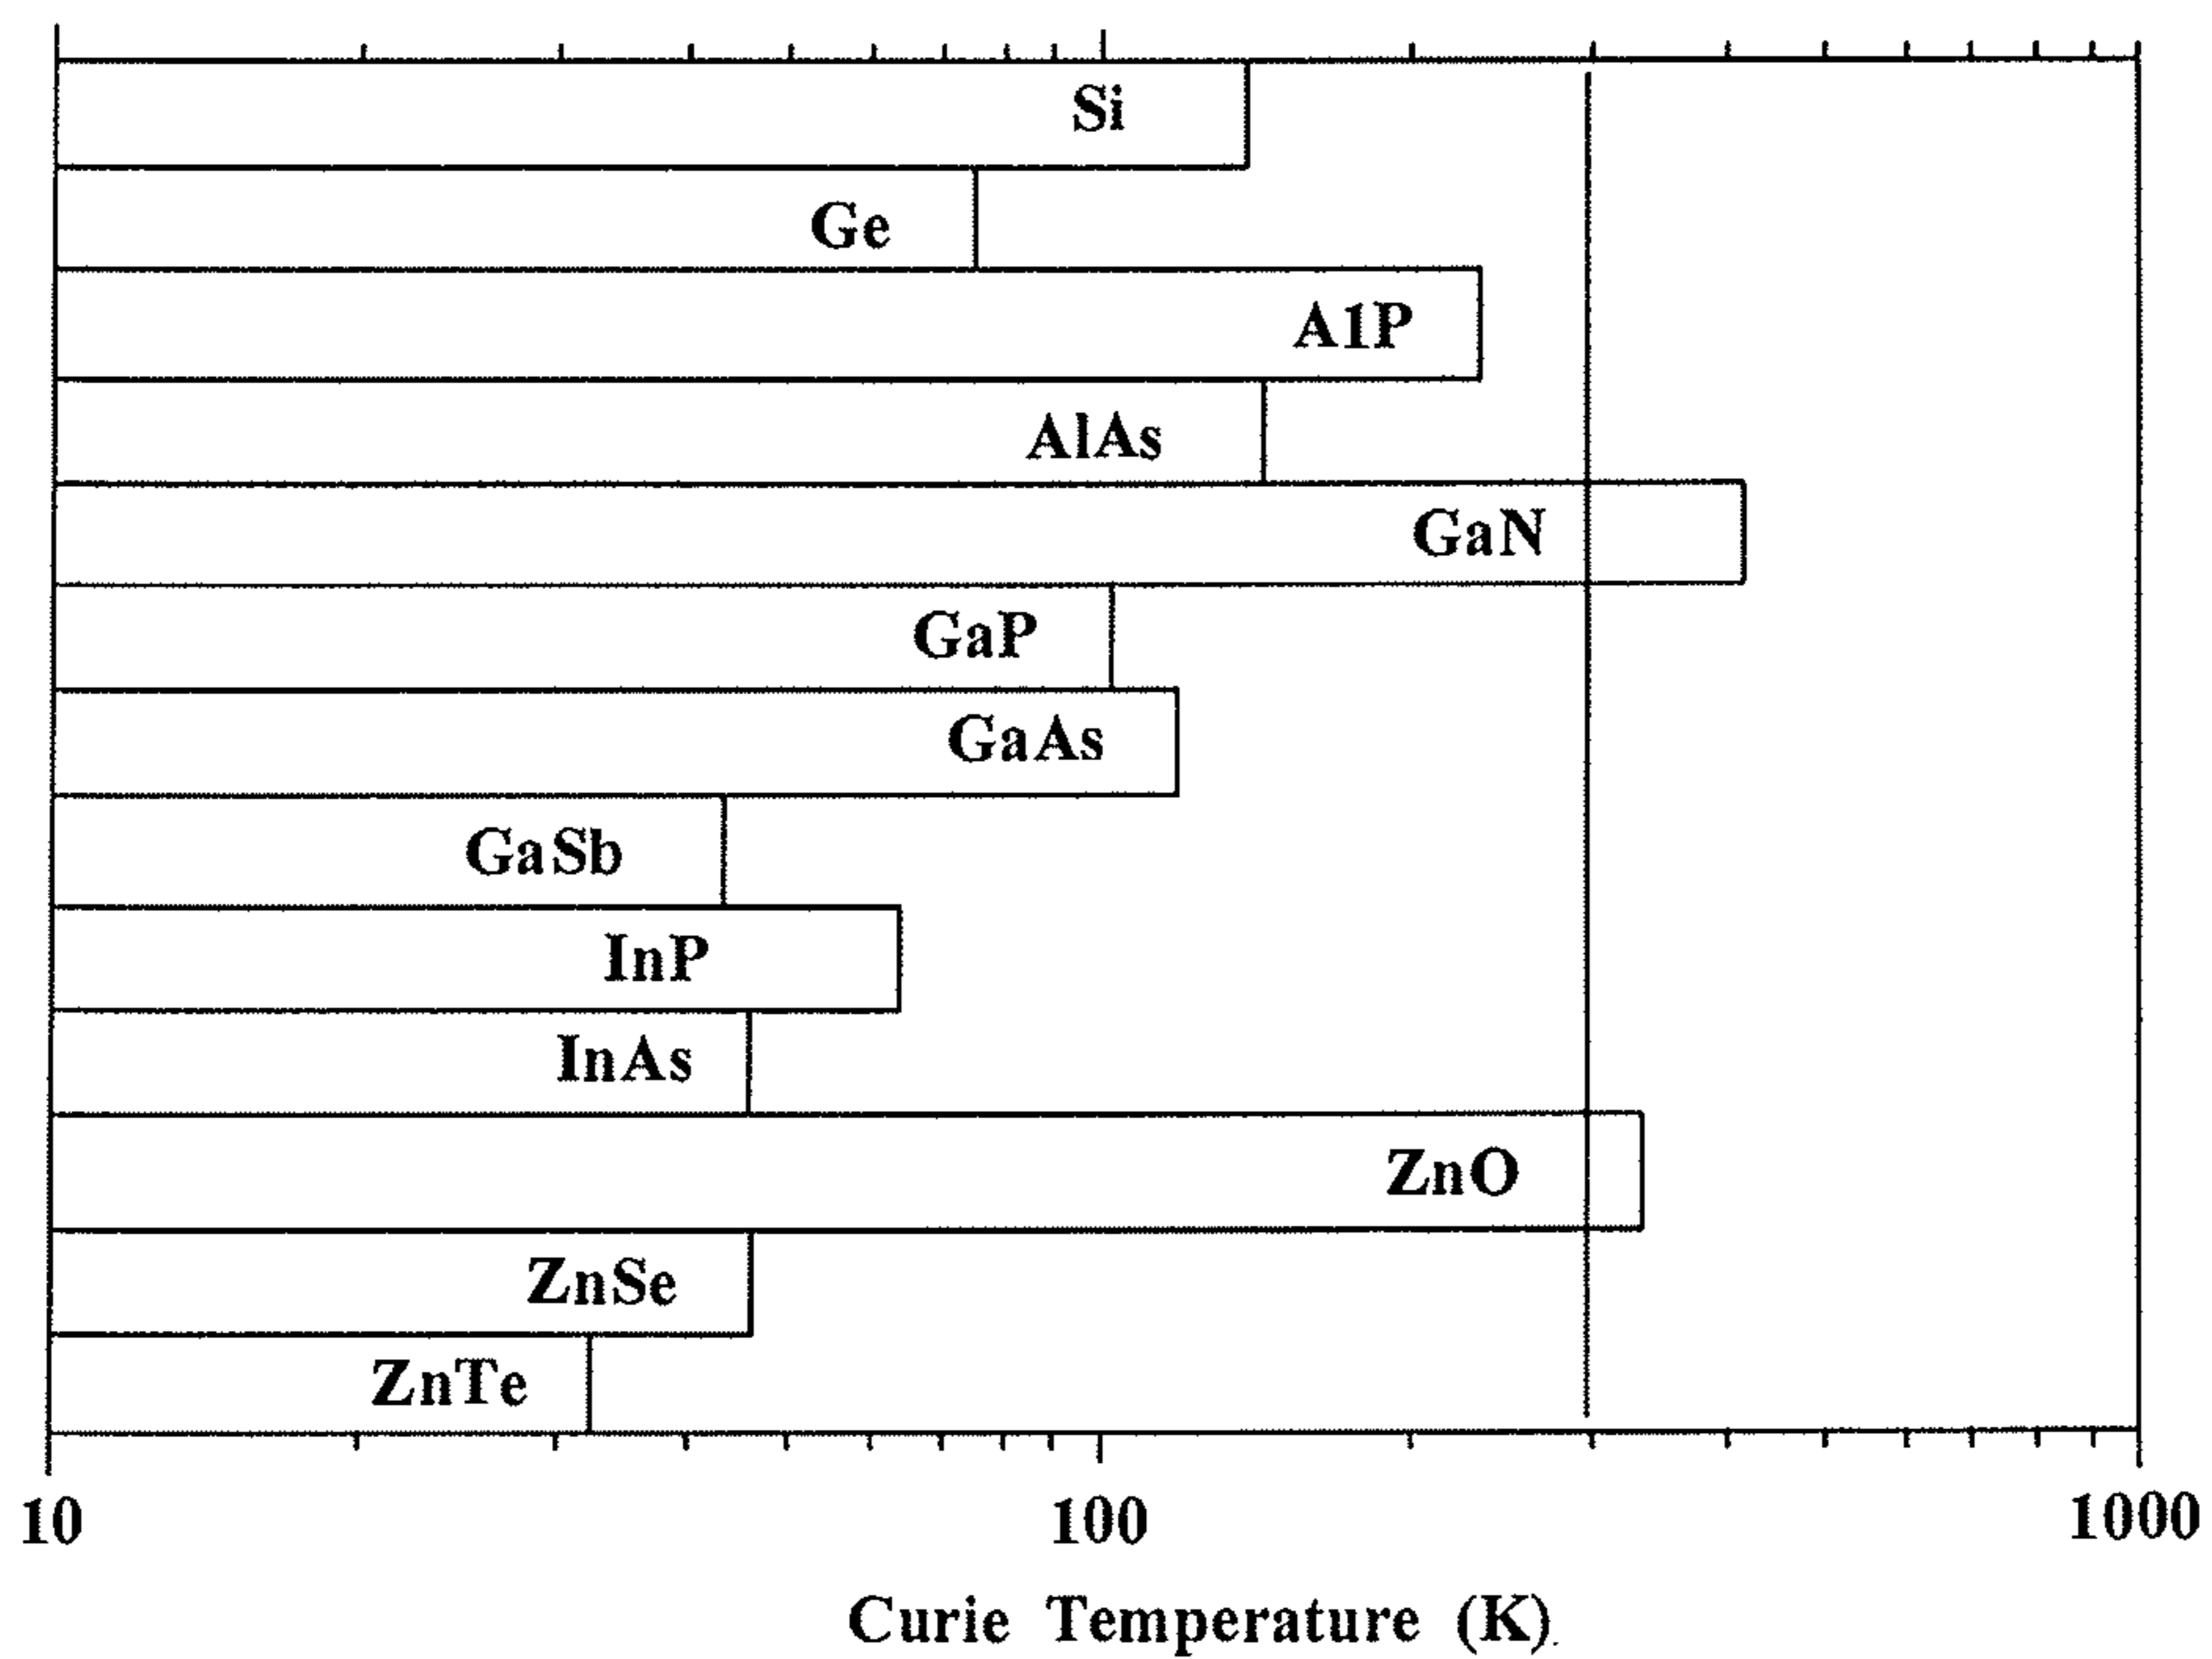 Si
Ge
A1P
AlAs
GaN
GaP
GaAs
GaSb
InP
InAs
ZnO
ZnSe
ZnTe
10 100 1000
Curie Temperature (K)